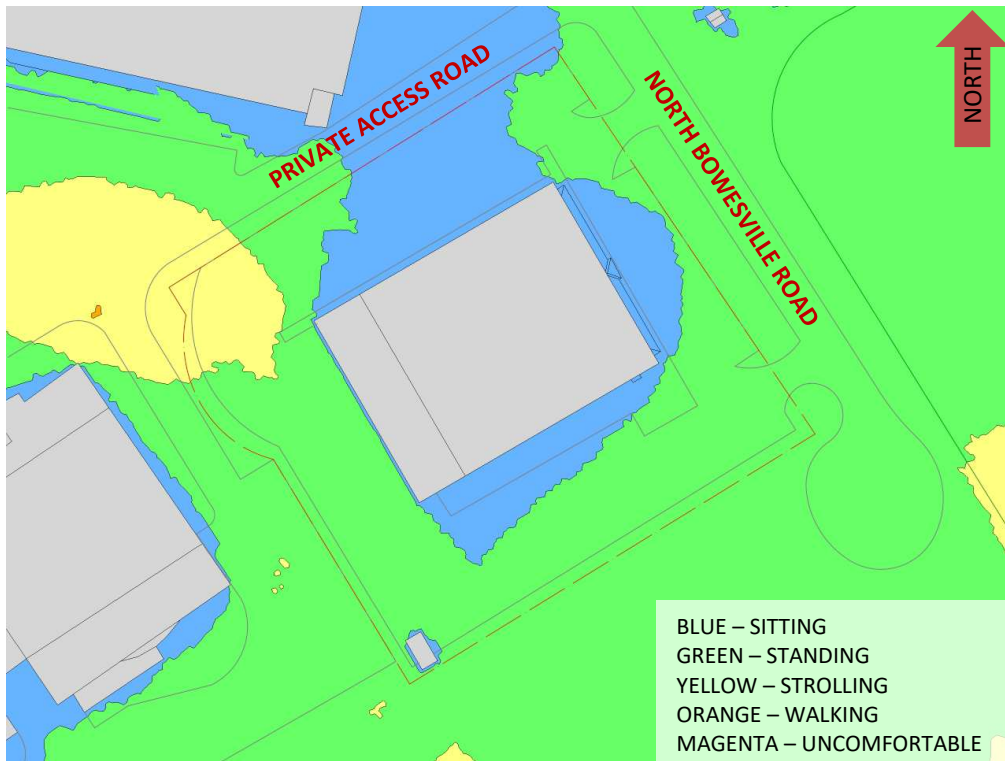 PRIVATE ACCESS ROAD
NORTH BOWESVILLE ROAD
NORTH
BLUE – SITTING
GREEN – STANDING
YELLOW – STROLLING
ORANGE – WALKING
MAGENTA – UNCOMFORTABLE